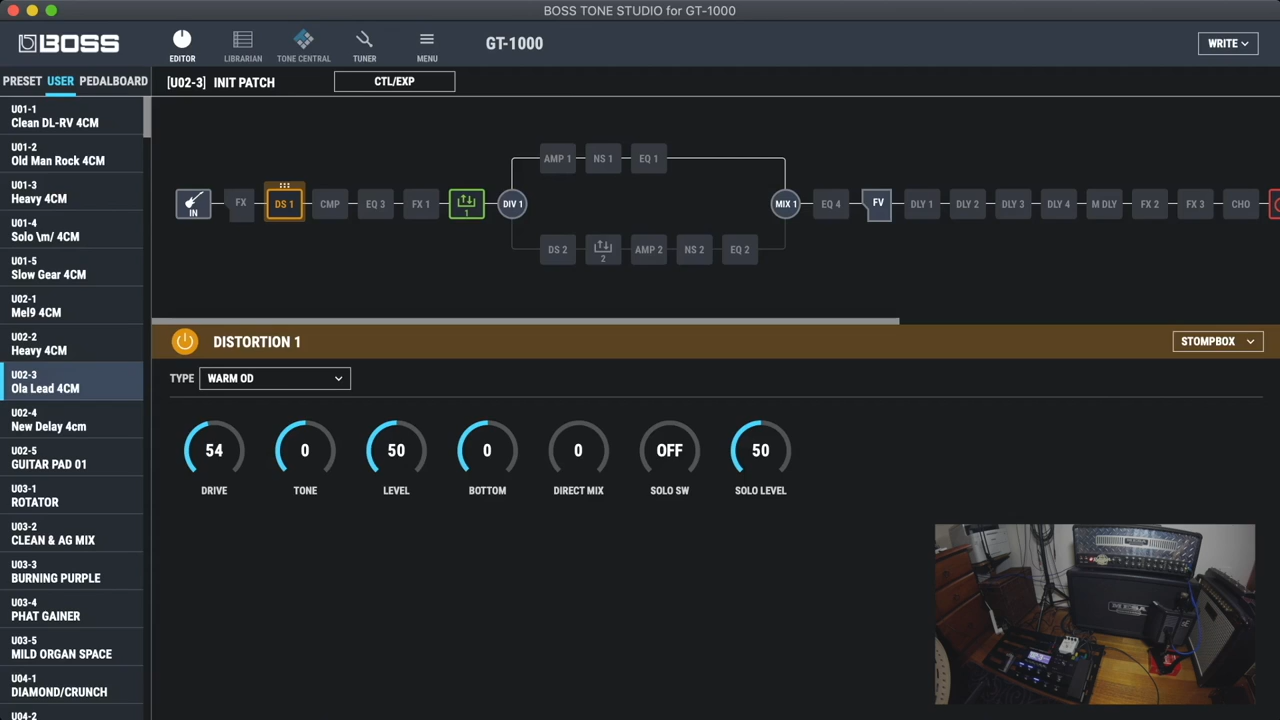 BOSS TONE STUDIO for GT-1000
BOSS
EDITOR
LIBRARIAN
TONE CENTRAL
TUNER
MENU
GT-1000
WRITE
PRESET USER PEDALBOARD
[U02-3] INIT PATCH
CTL/EXP
U01-1
Clean DL-RV 4CM
U01-2
Old Man Rock 4CM
U01-3
Heavy 4CM
U01-4
Solo \m/ 4CM
U01-5
Slow Gear 4CM
U02-1
Mel9 4CM
U02-2
Heavy 4CM
U02-3
Ola Lead 4CM
U02-4
New Delay 4cm
U02-5
GUITAR PAD 01
U03-1
ROTATOR
U03-2
CLEAN & AG MIX
U03-3
BURNING PURPLE
U03-4
PHAT GAINER
U03-5
MILD ORGAN SPACE
U04-1
DIAMOND/CRUNCH
U04-2
AMP 1 NS 1 EQ 1
IN FX DS 1 CMP EQ 3 FX 1 1 DIV 1 MIX 1 EQ 4 FV DLY 1 DLY 2 DLY 3 DLY 4 M DLY FX 2 FX 3 CHO
DS 2 2 AMP 2 NS 2 EQ 2
DISTORTION 1
STOMPBOX
TYPE WARM OD
54 0 50 0 0 OFF 50
DRIVE TONE LEVEL BOTTOM DIRECT MIX SOLO SW SOLO LEVEL